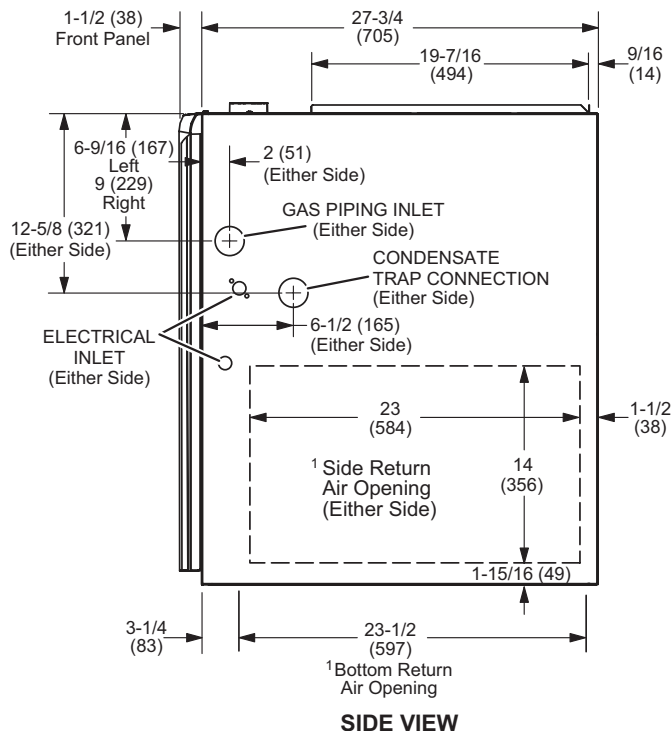 1-1/2 (38)
Front Panel
27-3/4
(705)
19-7/16
(494)
9/16
(14)
6-9/16 (167)
Left
9 (229)
Right
2 (51)
(Either Side)
12-5/8 (321)
(Either Side)
GAS PIPING INLET
(Either Side)
CONDENSATE
TRAP CONNECTION
(Either Side)
6-1/2 (165)
(Either Side)
ELECTRICAL
INLET
(Either Side)
23
(584)
1-1/2
(38)
1 Side Return
Air Opening
(Either Side)
14
(356)
1-15/16 (49)
3-1/4
(83)
23-1/2
(597)
1 Bottom Return
Air Opening
SIDE VIEW